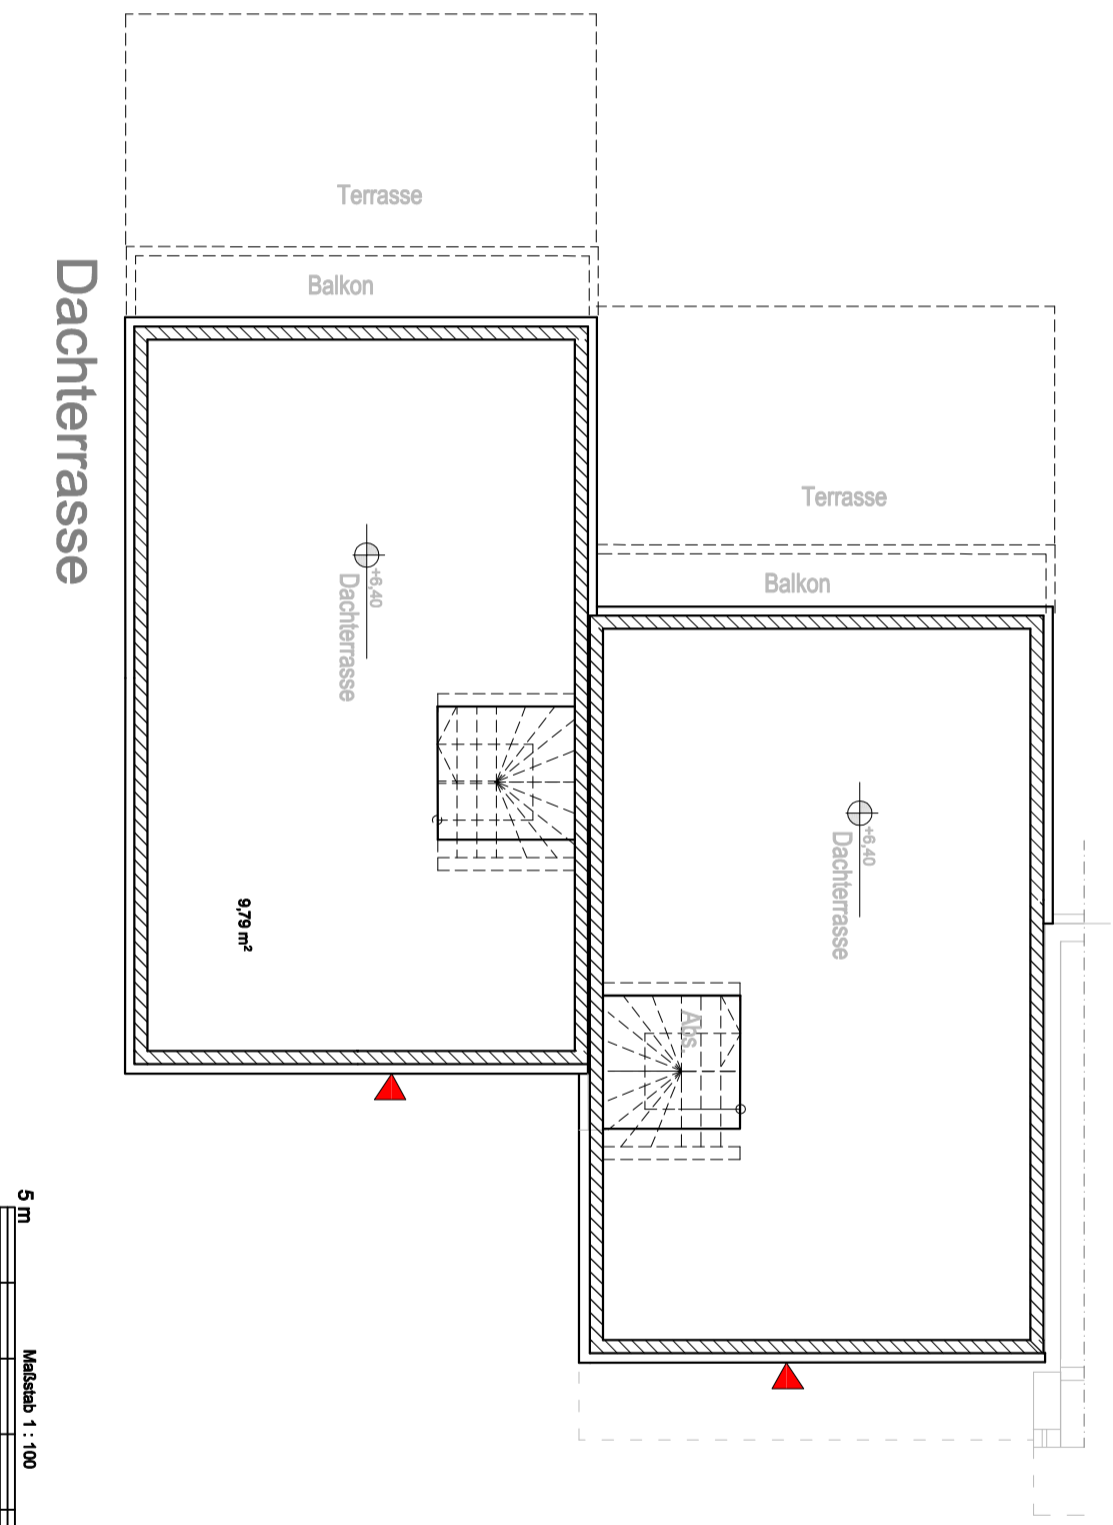 Terrasse
Balkon
Dachterrasse
Terrasse
Balkon
+6,40
Dachterrasse
+6,40
Dachterrasse
9,79 m²
Abs.
5 m
Maßstab 1 : 100